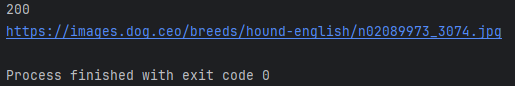 200
https://images.dog.ceo/breeds/hound-english/n02089973_3074.jpg
Process finished with exit code 0